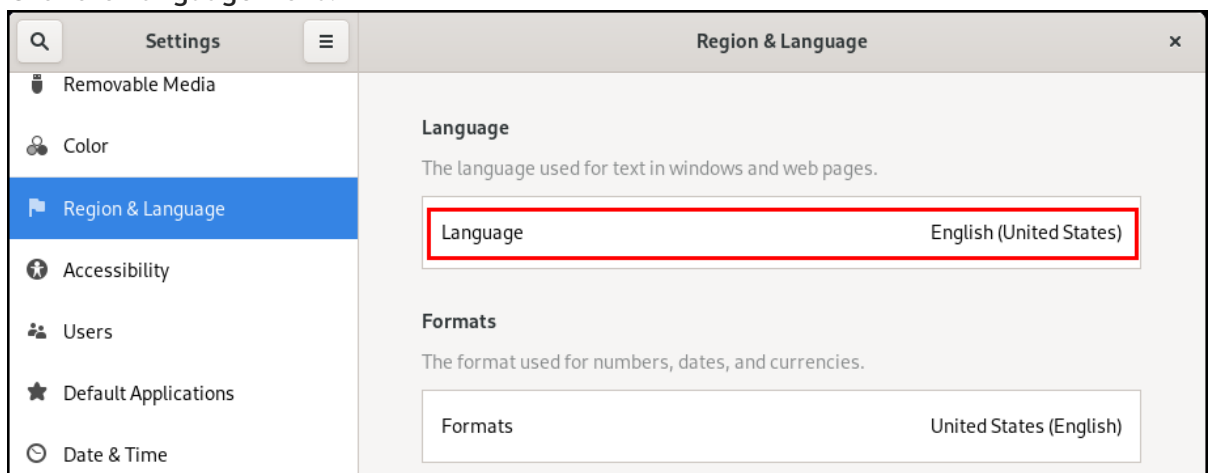 Settings
Region & Language
Removable Media
Color
Region & Language
Accessibility
Users
Default Applications
Date & Time
Language
The language used for text in windows and web pages.
Language English (United States)
Formats
The format used for numbers, dates, and currencies.
Formats United States (English)